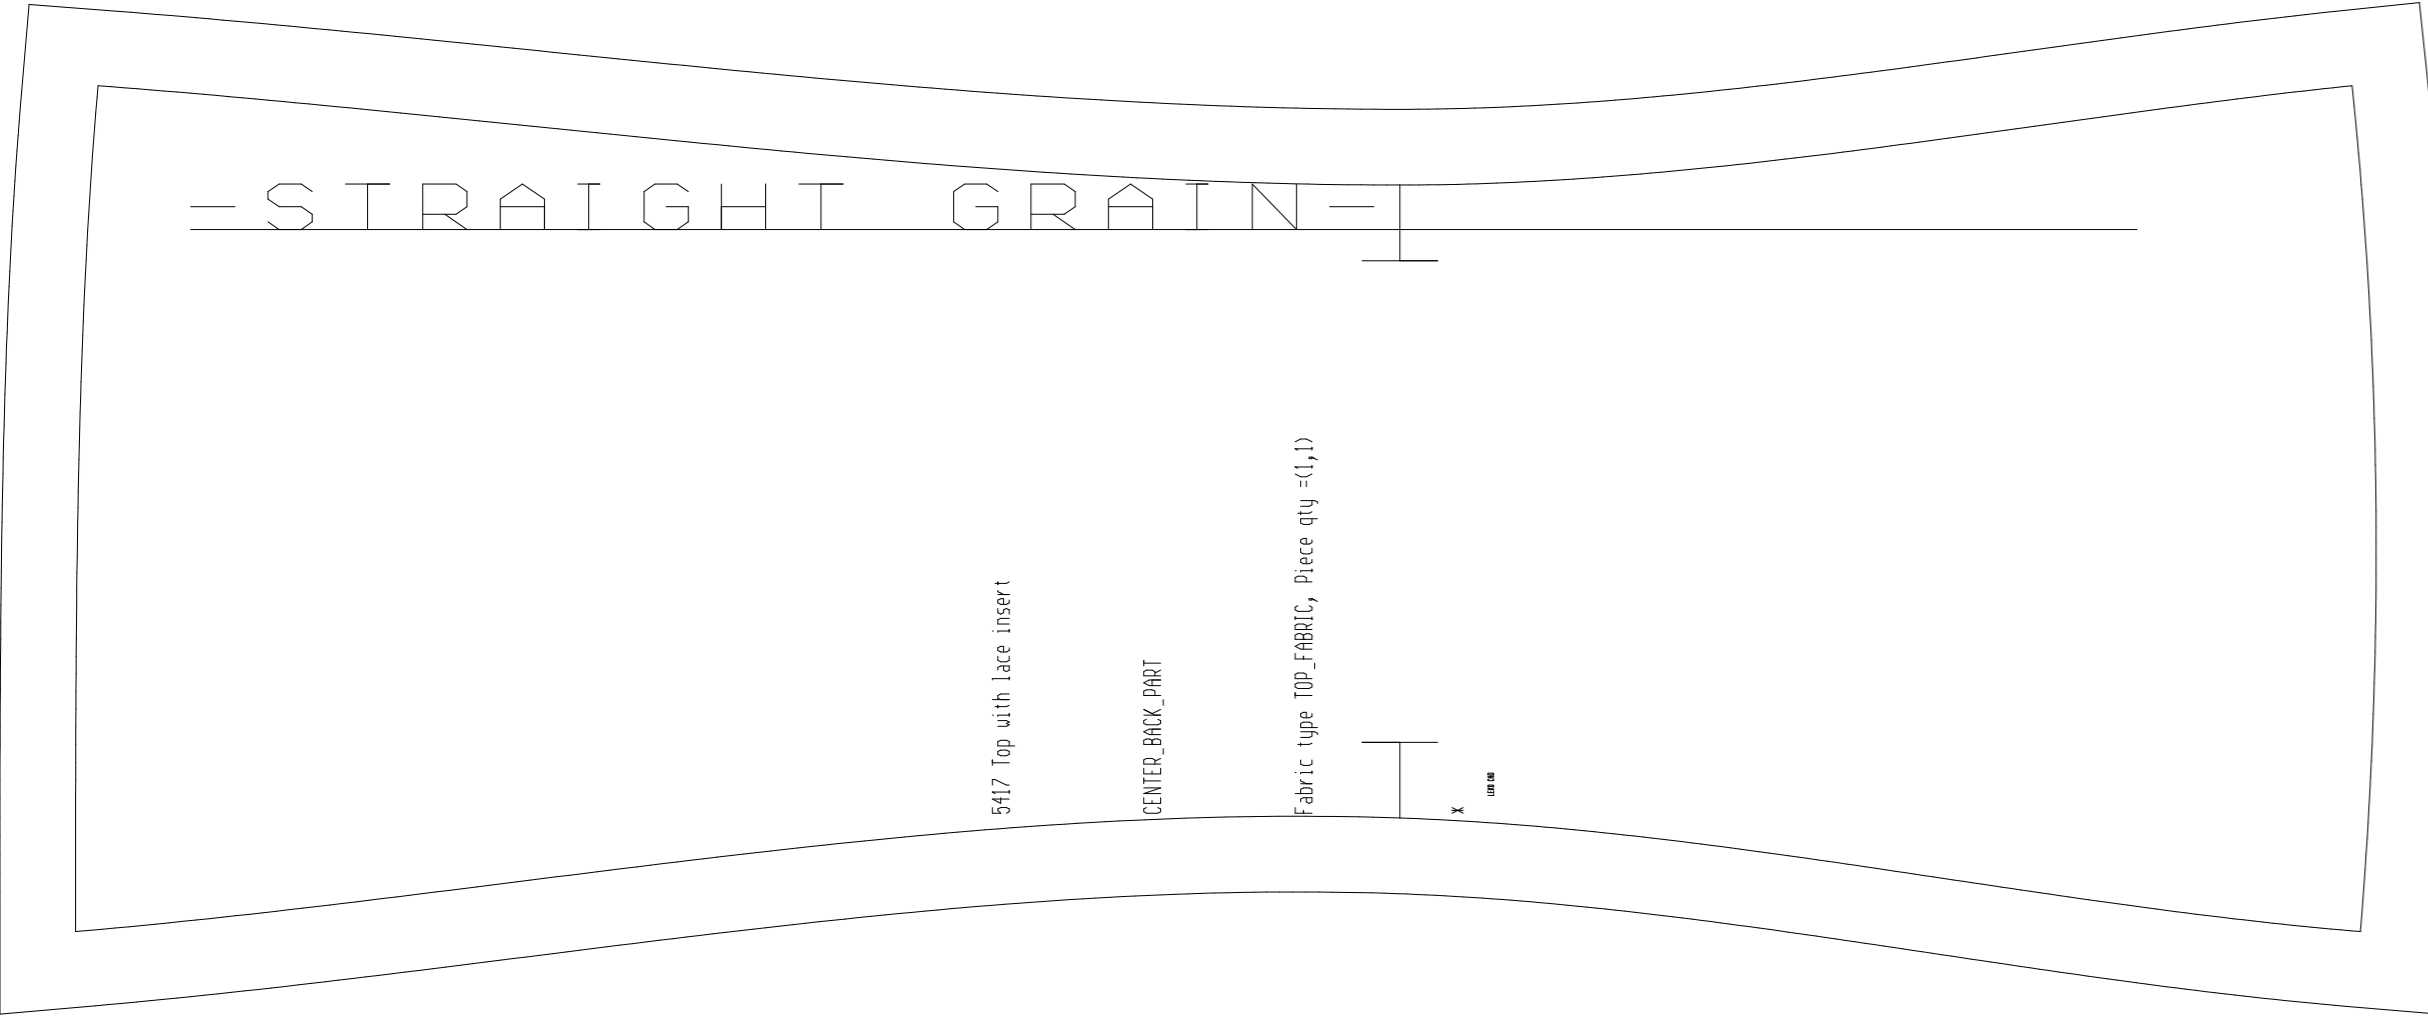 -STRAIGHT GRAIN-
5417 Top with lace insert
CENTER_BACK_PART
Fabric type TOP_FABRIC, Piece qty =(1,1)
*